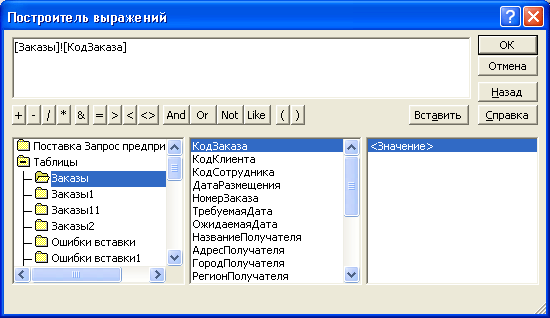 Построитель выражений
[Заказы]![КодЗаказа]
OK
Отмена
Назад
+ - / * & = > < <> And Or Not Like ( ) Вставить Справка
Поставка Запрос предпри
Таблицы
Заказы
Заказы1
Заказы11
Заказы2
Ошибки вставки
Ошибки вставки1
КодЗаказа
КодКлиента
КодСотрудника
ДатаРазмещения
НомерЗаказа
ТребуемаяДата
ОжидаемаяДата
НазваниеПолучателя
АдресПолучателя
ГородПолучателя
РегионПолучателя
<Значение>